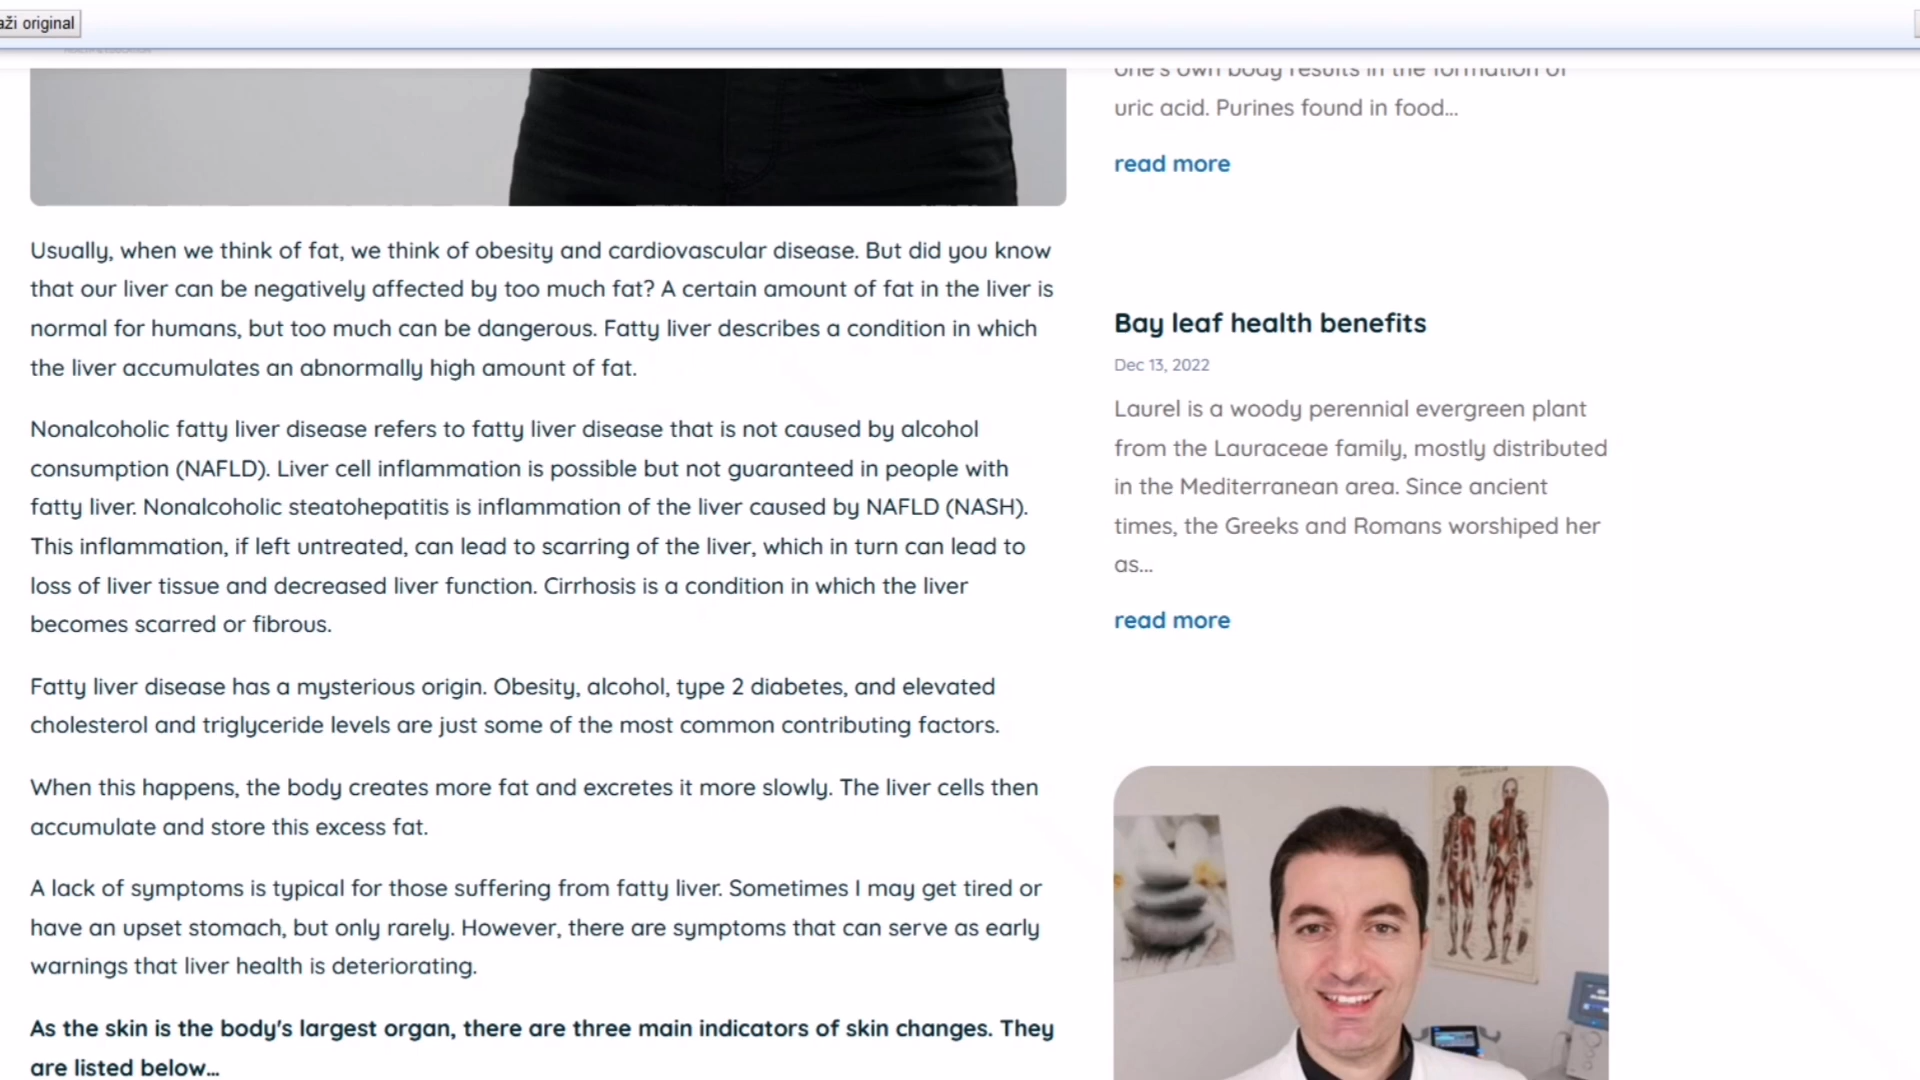 aži original
Usually, when we think of fat, we think of obesity and cardiovascular disease. But did you know
that our liver can be negatively affected by too much fat? A certain amount of fat in the liver is
normal for humans, but too much can be dangerous. Fatty liver describes a condition in which
the liver accumulates an abnormally high amount of fat.
Nonalcoholic fatty liver disease refers to fatty liver disease that is not caused by alcohol
consumption (NAFLD). Liver cell inflammation is possible but not guaranteed in people with
fatty liver. Nonalcoholic steatohepatitis is inflammation of the liver caused by NAFLD (NASH).
This inflammation, if left untreated, can lead to scarring of the liver, which in turn can lead to
loss of liver tissue and decreased liver function. Cirrhosis is a condition in which the liver
becomes scarred or fibrous.
Fatty liver disease has a mysterious origin. Obesity, alcohol, type 2 diabetes, and elevated
cholesterol and triglyceride levels are just some of the most common contributing factors.
When this happens, the body creates more fat and excretes it more slowly. The liver cells then
accumulate and store this excess fat.
A lack of symptoms is typical for those suffering from fatty liver. Sometimes I may get tired or
have an upset stomach, but only rarely. However, there are symptoms that can serve as early
warnings that liver health is deteriorating.
As the skin is the body's largest organ, there are three main indicators of skin changes. They
are listed below...
one's own body results in the formation of
uric acid. Purines found in food...
read more
Bay leaf health benefits
Dec 13, 2022
Laurel is a woody perennial evergreen plant
from the Lauraceae family, mostly distributed
in the Mediterranean area. Since ancient
times, the Greeks and Romans worshiped her
as...
read more